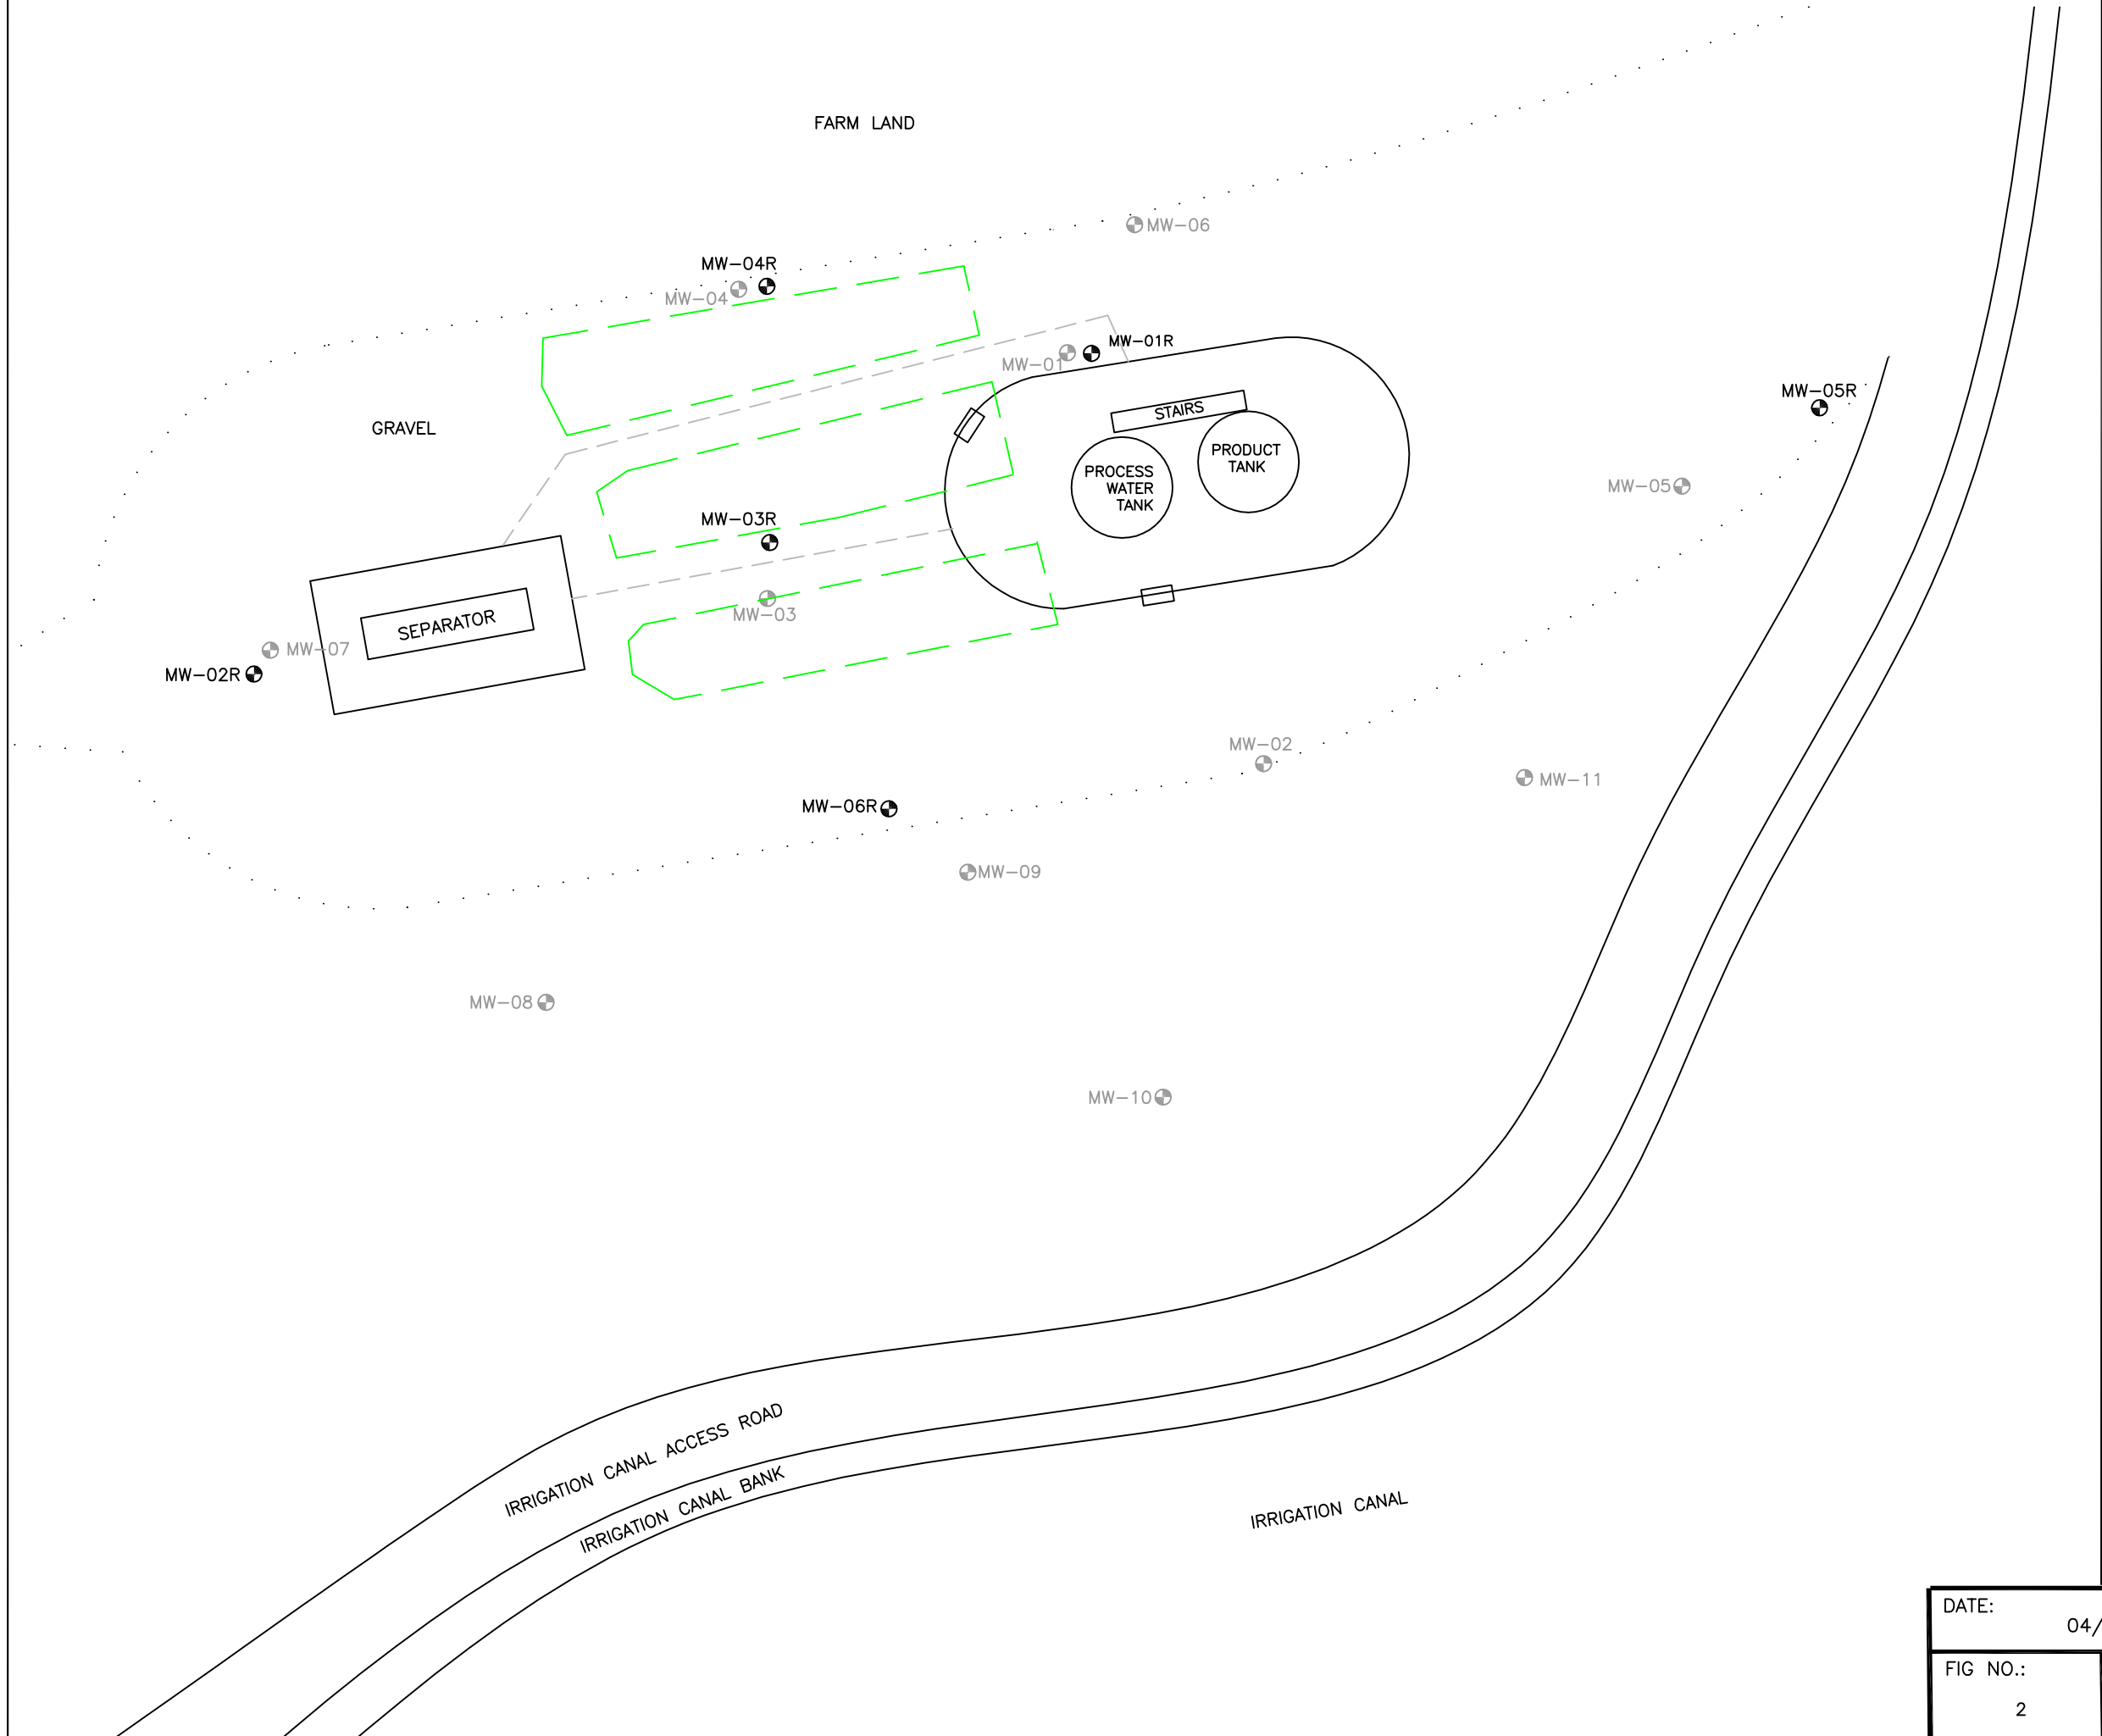 FARM LAND
MW-06
MW-04R
MW-04
MW-01R
MW-01
MW-05R
STAIRS
GRAVEL
PRODUCT
TANK
PROCESS
WATER
TANK
MW-05
MW-03R
MW-03
SEPARATOR
MW-07
MW-02R
MW-02
MW-11
MW-06R
MW-09
MW-08
MW-10
IRRIGATION CANAL ACCESS ROAD
IRRIGATION CANAL BANK
IRRIGATION CANAL
DATE:
04/
FIG NO.:
2